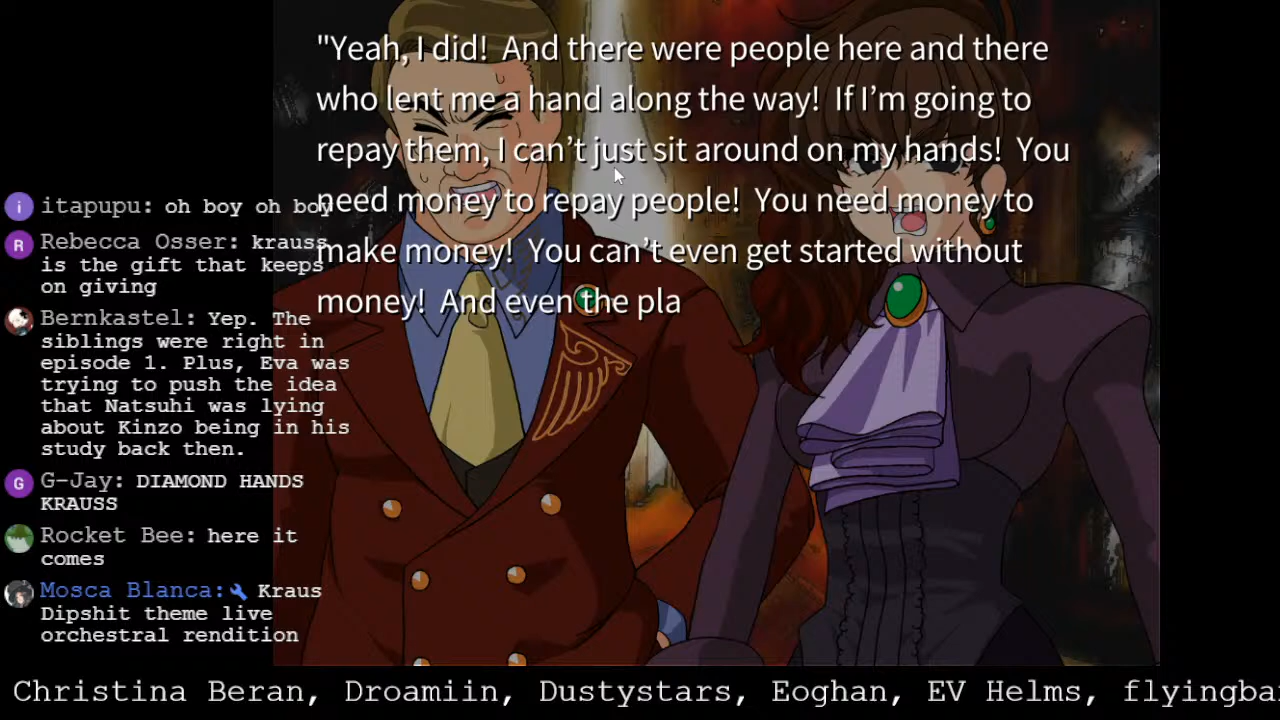 "Yeah, I did!  And there were people here and there
who lent me a hand along the way!  If I'm going to
repay them, I can't just sit around on my hands!  You
need money to repay people!  You need money to
make money!  You can't even get started without
money!  And even the pla
i
itapupu: oh boy oh boy
R
Rebecca Osser: krauss
is the gift that keeps
on giving
Bernkastel: Yep. The
siblings were right in
episode 1. Plus, Eva was
trying to push the idea
that Natsuhi was lying
about Kinzo being in his
study back then.
G
G-Jay: DIAMOND HANDS
KRAUSS
Rocket Bee: here it
comes
Mosca Blanca: Kraus
Dipshit theme live
orchestral rendition
Christina Beran, Droamiin, Dustystars, Eoghan, EV Helms, flyingba